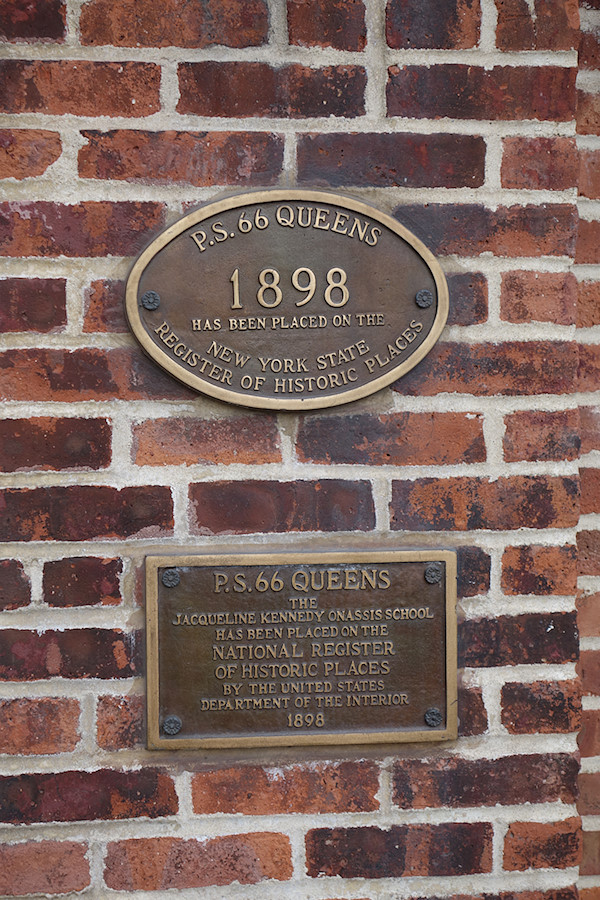 P.S. 66 QUEENS
1898
HAS BEEN PLACED ON THE
NEW YORK STATE
REGISTER OF HISTORIC PLACES
P.S. 66 QUEENS
THE
JACQUELINE KENNEDY ONASSIS SCHOOL
HAS BEEN PLACED ON THE
NATIONAL REGISTER
OF HISTORIC PLACES
BY THE UNITED STATES
DEPARTMENT OF THE INTERIOR
1898